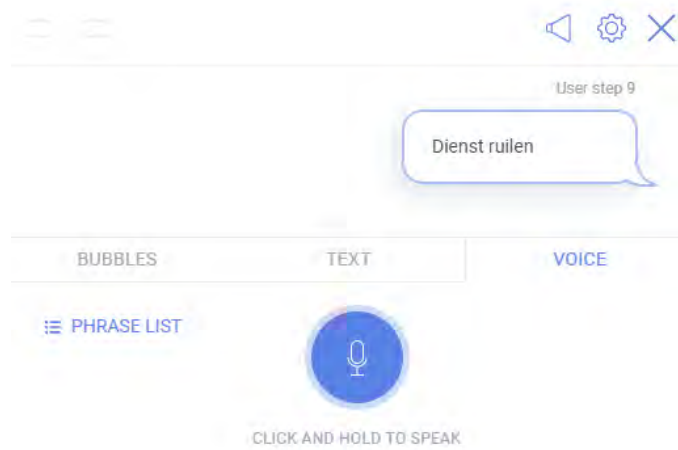 User step 9
Dienst ruilen
BUBBLES TEXT VOICE
PHRASE LIST
CLICK AND HOLD TO SPEAK